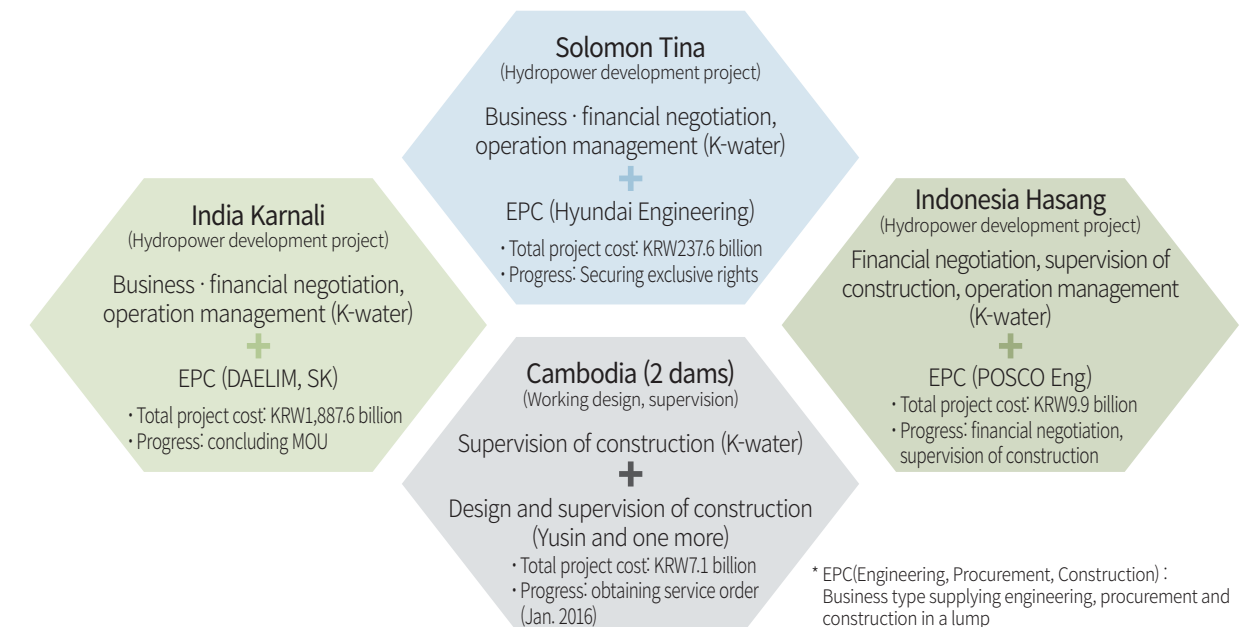 Solomon Tina
(Hydropower development project)
Business · financial negotiation,
operation management (K-water)
+
EPC (Hyundai Engineering)
· Total project cost: KRW237.6 billion
· Progress: Securing exclusive rights
India Karnali
(Hydropower development project)
Business · financial negotiation,
operation management (K-water)
+
EPC (DAELIM, SK)
· Total project cost: KRW1,887.6 billion
· Progress: concluding MOU
Indonesia Hasang
(Hydropower development project)
Financial negotiation, supervision of
construction, operation management
(K-water)
+
EPC (POSCO Eng)
· Total project cost: KRW9.9 billion
· Progress: financial negotiation,
supervision of construction
Cambodia (2 dams)
(Working design, supervision)
Supervision of construction (K-water)
+
Design and supervision of construction
(Yusin and one more)
· Total project cost: KRW7.1 billion
· Progress: obtaining service order
(Jan. 2016)
* EPC(Engineering, Procurement, Construction) :
Business type supplying engineering, procurement and
construction in a lump